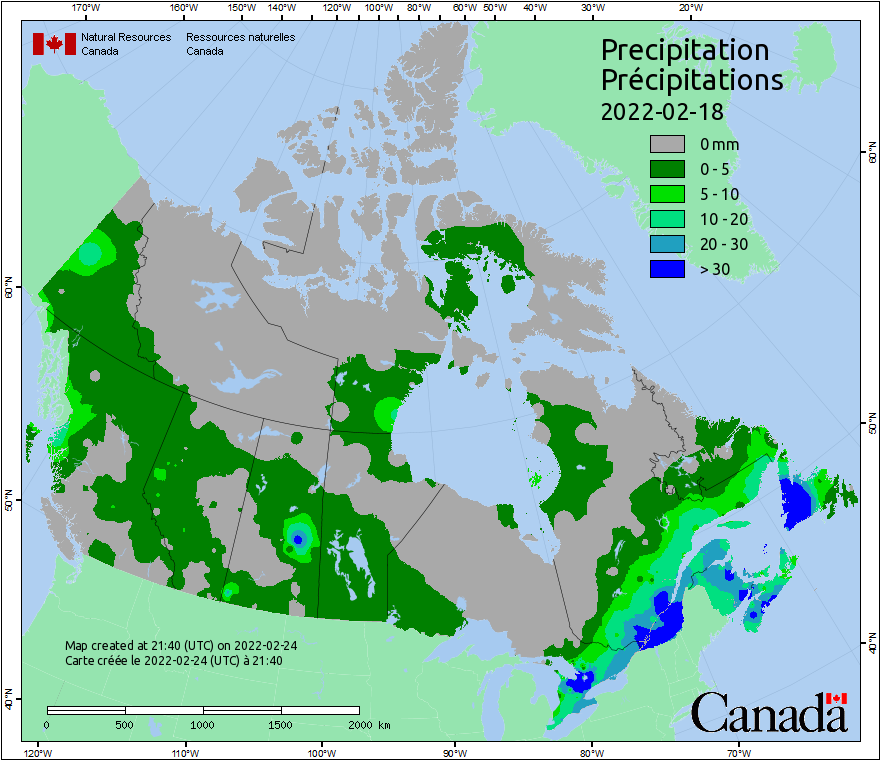 170°W 160°W 150°W 140°W 130°W 120°W 110°W 100°W 90°W 80°W 70°W 60°W 50°W 40°W 30°W 20°W
Natural Resources
Canada
Ressources naturelles
Canada
Precipitation
Précipitations
2022-02-18
0 mm
0 - 5
5 - 10
10 - 20
20 - 30
> 30
60°N
60°N
50°N
50°N
40°N
40°N
Map created at 21:40 (UTC) on 2022-02-24
Carte créée le 2022-02-24 (UTC) à 21:40
0 500 1000 1500 2000 km
Canada
120°W 110°W 100°W 90°W 80°W 70°W